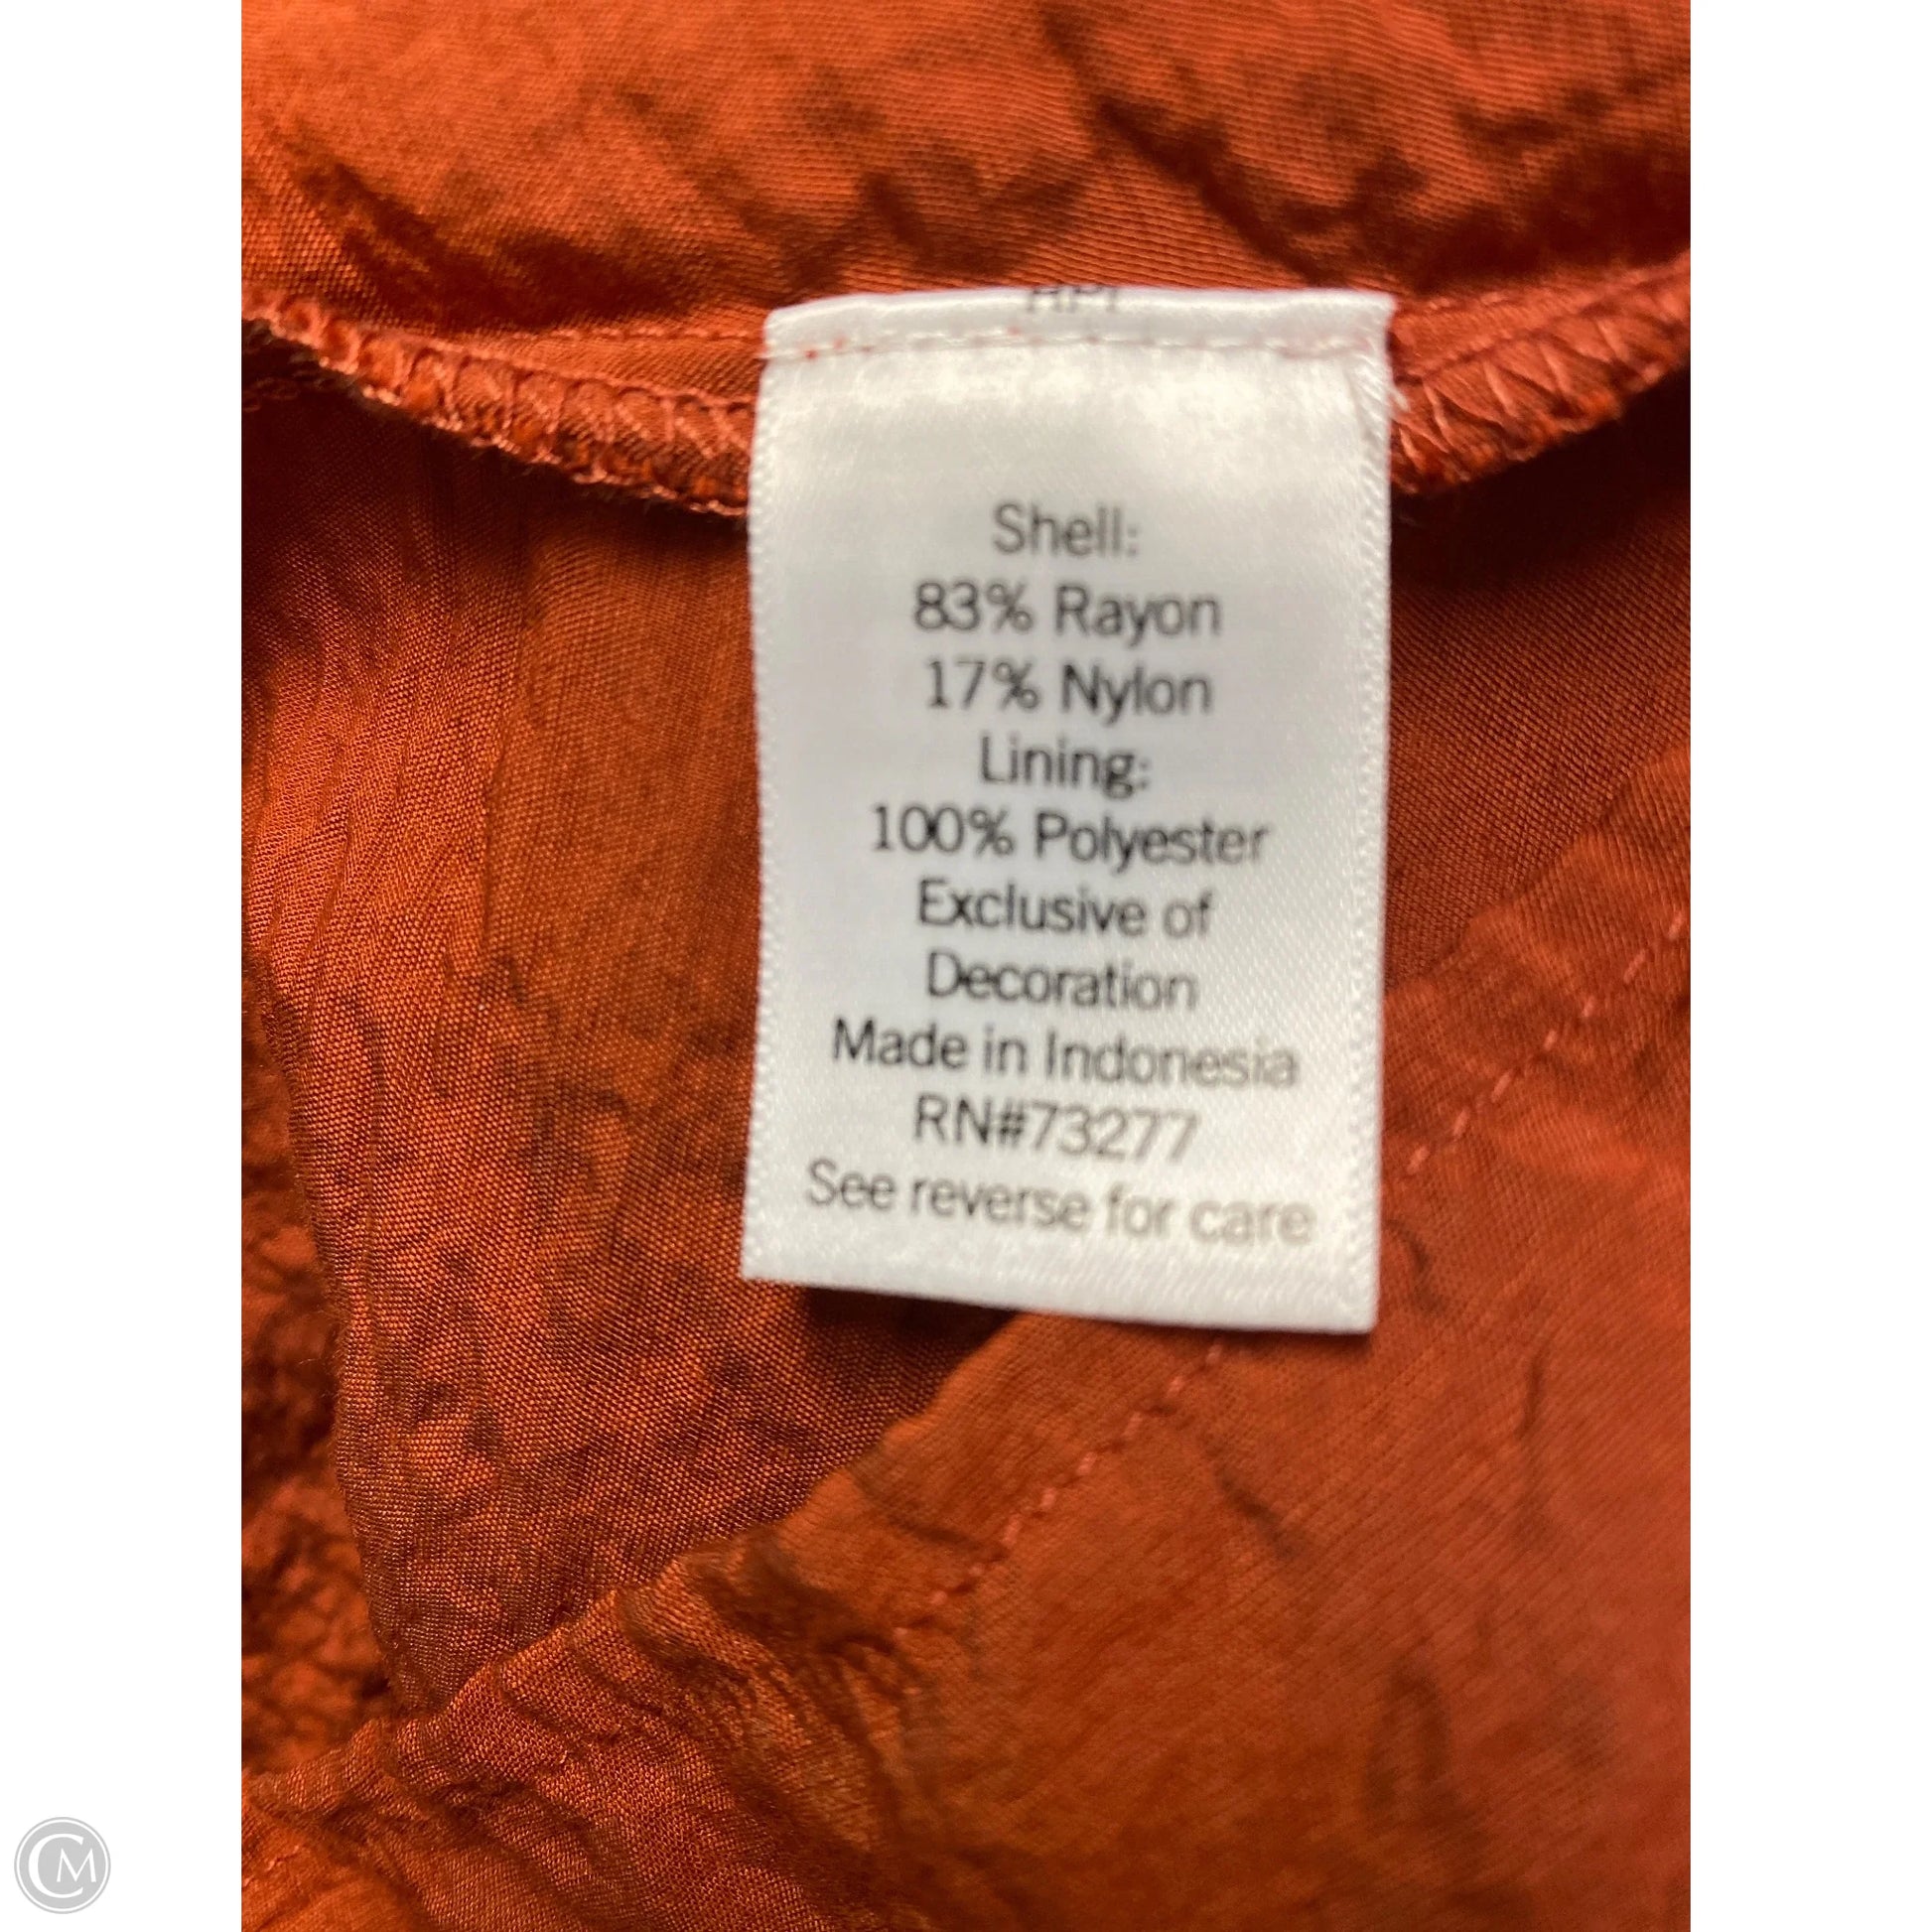 Shell:
83% Rayon
17% Nylon
Lining:
100% Polyester
Exclusive of
Decoration
Made in Indonesia
RN#73277
See reverse for care
CM